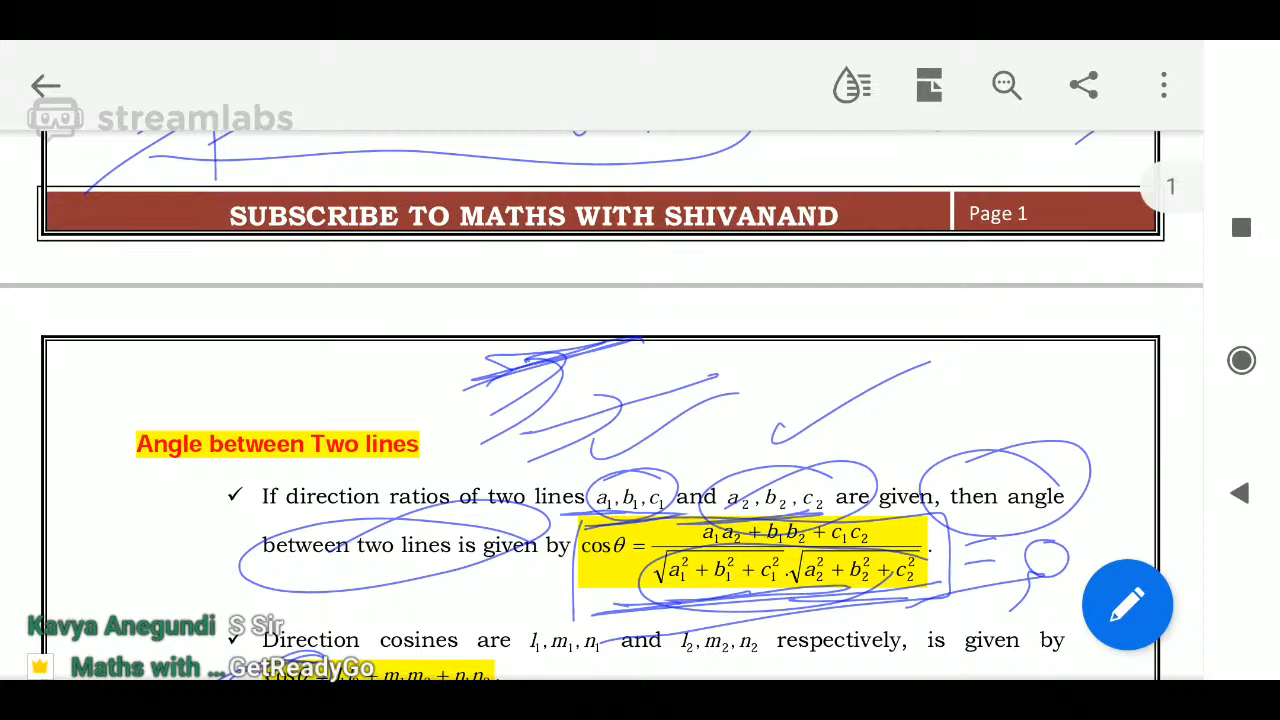 streamlabs
1
SUBSCRIBE TO MATHS WITH SHIVANAND
Page 1
Angle between Two lines
✓ If direction ratios of two lines a₁, b₁, c₁ and a₂, b₂, c₂ are given, then angle
between two lines is given by cosθ = (a₁a₂ + b₁b₂ + c₁c₂) / (√(a₁² + b₁² + c₁²) . √(a₂² + b₂² + c₂²)).
= 0
✓ Direction cosines are l₁, m₁, n₁ and l₂, m₂, n₂ respectively, is given by
Kavya Anegundi S Sir
Maths with ... GetReadyGo